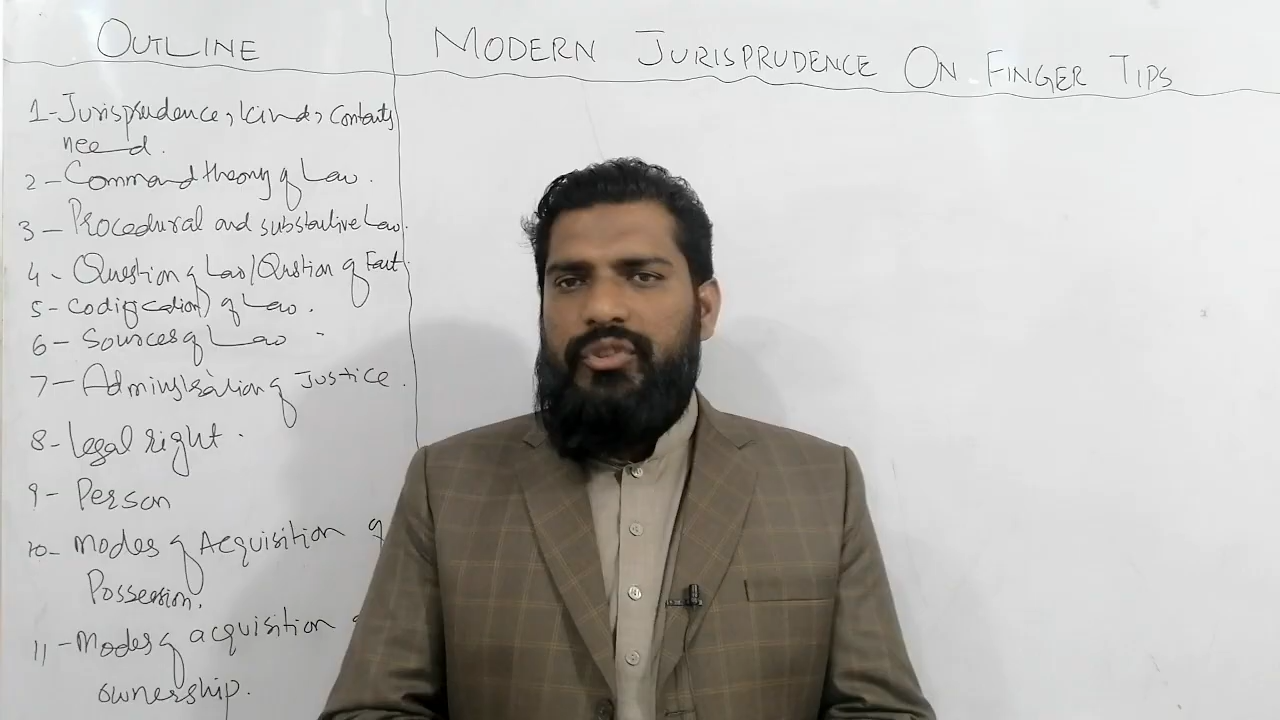 OUTLINE
MODERN JURISPRUDENCE ON FINGER TIPS
1-Jurisprudence, kinds, contents
need.
2-Command theory of Law.
3-Procedural and substantive Law.
4-Question of Law/Qustion of Fact.
5-Codification of Law.
6-Sources of Law
7-Administration of Justice.
8-Legal right.
9-Person
10-Modes of Acquisition of
Possession.
11-Modes of acquisition
ownership.